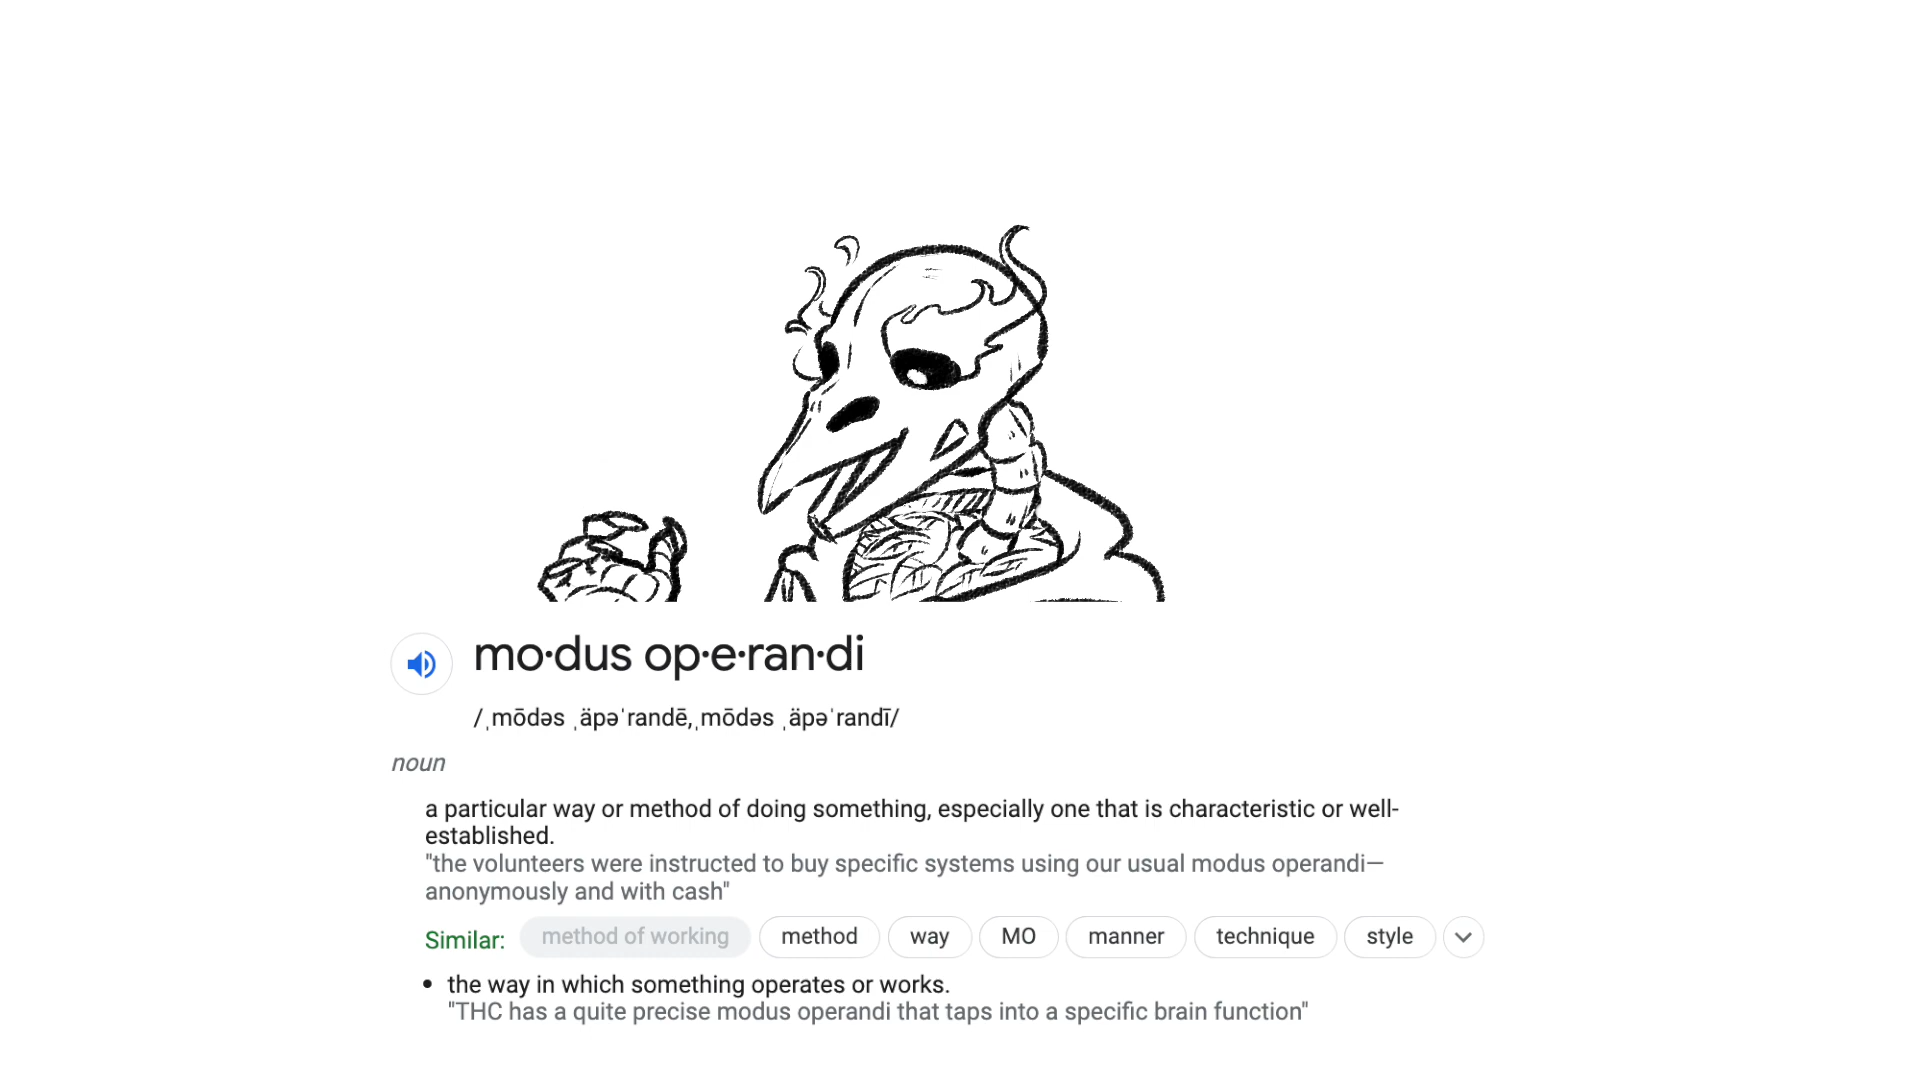 mo·dus op·e·ran·di
/ˌmōdəs ˌäpəˈrandē,ˌmōdəs ˌäpəˈrandī/
noun
a particular way or method of doing something, especially one that is characteristic or well-
established.
"the volunteers were instructed to buy specific systems using our usual modus operandi—
anonymously and with cash"
Similar: method of working method way MO manner technique style
• the way in which something operates or works.
"THC has a quite precise modus operandi that taps into a specific brain function"